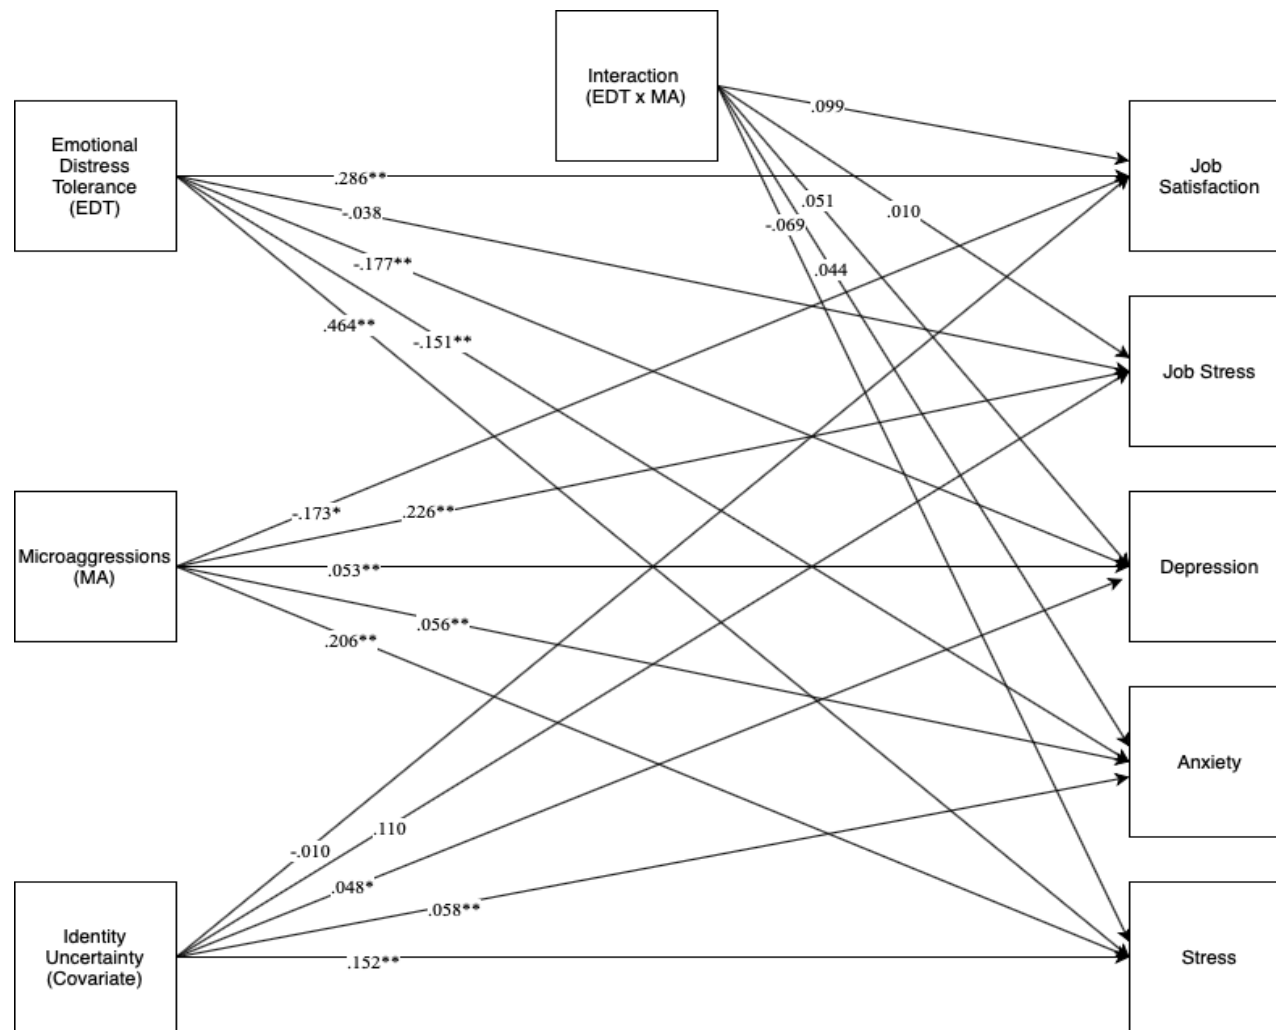 Interaction
(EDT x MA)
Emotional
Distress
Tolerance
(EDT)
Job
Satisfaction
.099
.286**
-.038
.051
.010
-.069
-.177**
.044
.464**
-.151**
Job Stress
-.173*
.226**
Microaggressions
(MA)
.053**
Depression
.056**
.206**
Anxiety
-.010
.110
.048*
.058**
Identity
Uncertainty
(Covariate)
.152**
Stress